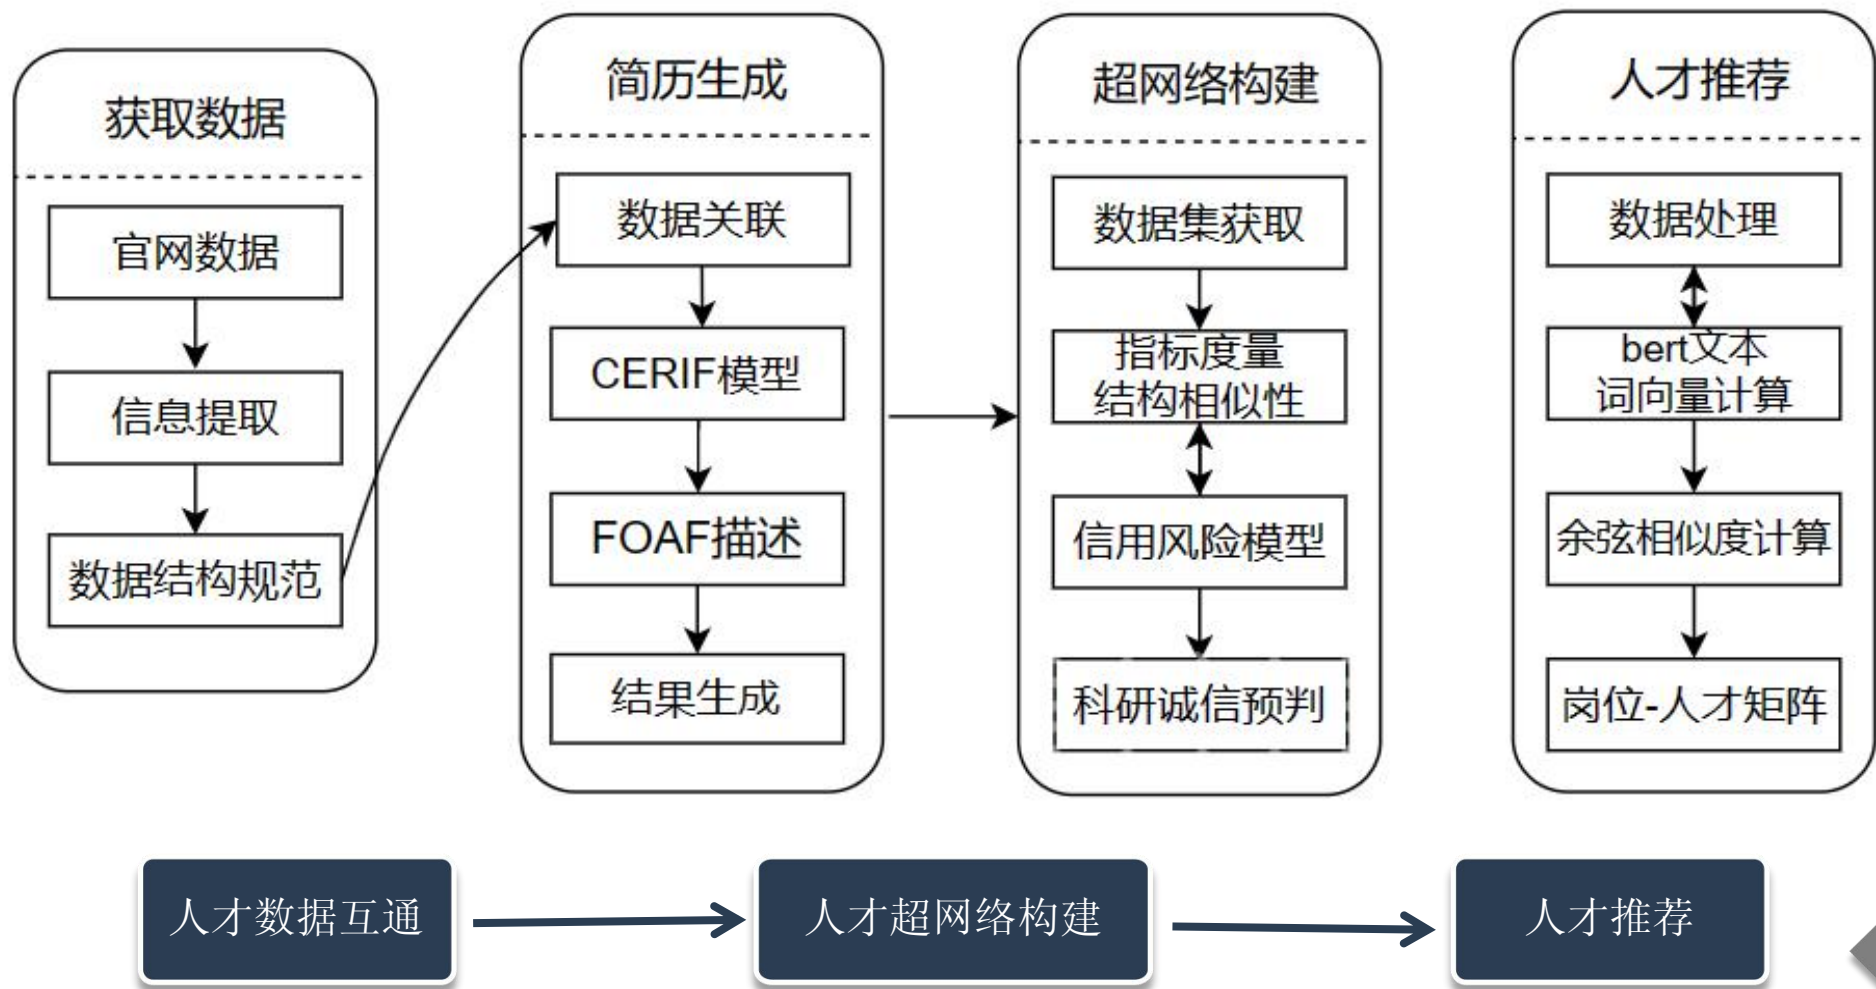 获取数据
官网数据
信息提取
数据结构规范
简历生成
数据关联
CERIF模型
FOAF描述
结果生成
超网络构建
数据集获取
指标度量
结构相似性
信用风险模型
科研诚信预判
人才推荐
数据处理
bert文本
词向量计算
余弦相似度计算
岗位-人才矩阵
人才数据互通
人才超网络构建
人才推荐